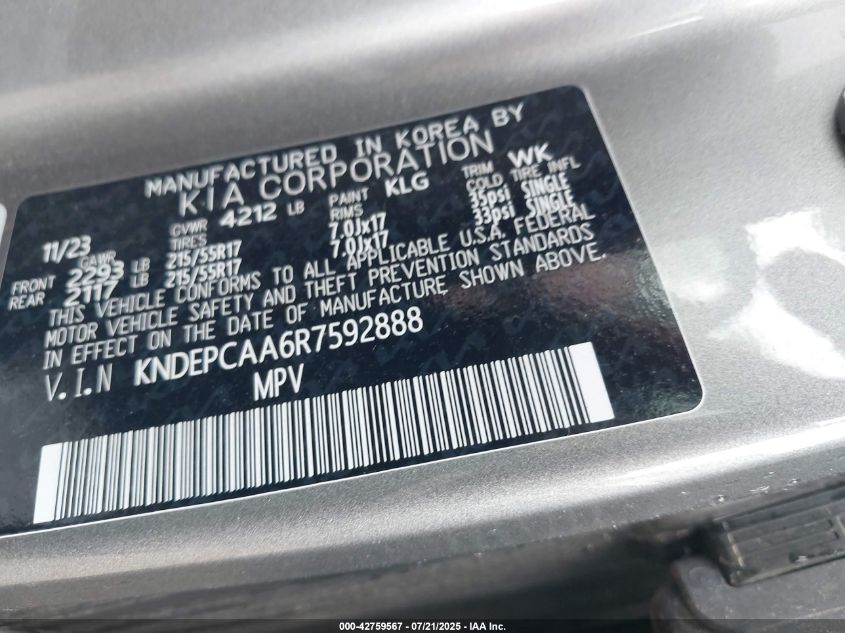 MANUFACTURED IN KOREA BY
KIA CORPORATION
11/23 GVWR 4212 LB PAINT KLG TRIM WK
GAWR TIRES RIMS COLD TIRE INFL
FRONT 2293 LB 215/55R17 7.0Jx17 35psi SINGLE
REAR 2117 LB 215/55R17 7.0Jx17 33psi SINGLE
THIS VEHICLE CONFORMS TO ALL APPLICABLE U.S.A. FEDERAL
MOTOR VEHICLE SAFETY AND THEFT PREVENTION STANDARDS
IN EFFECT ON THE DATE OF MANUFACTURE SHOWN ABOVE.
V.I.N KNDEPCAA6R7592888
MPV
000-42759567 - 07/21/2025 - IAA Inc.